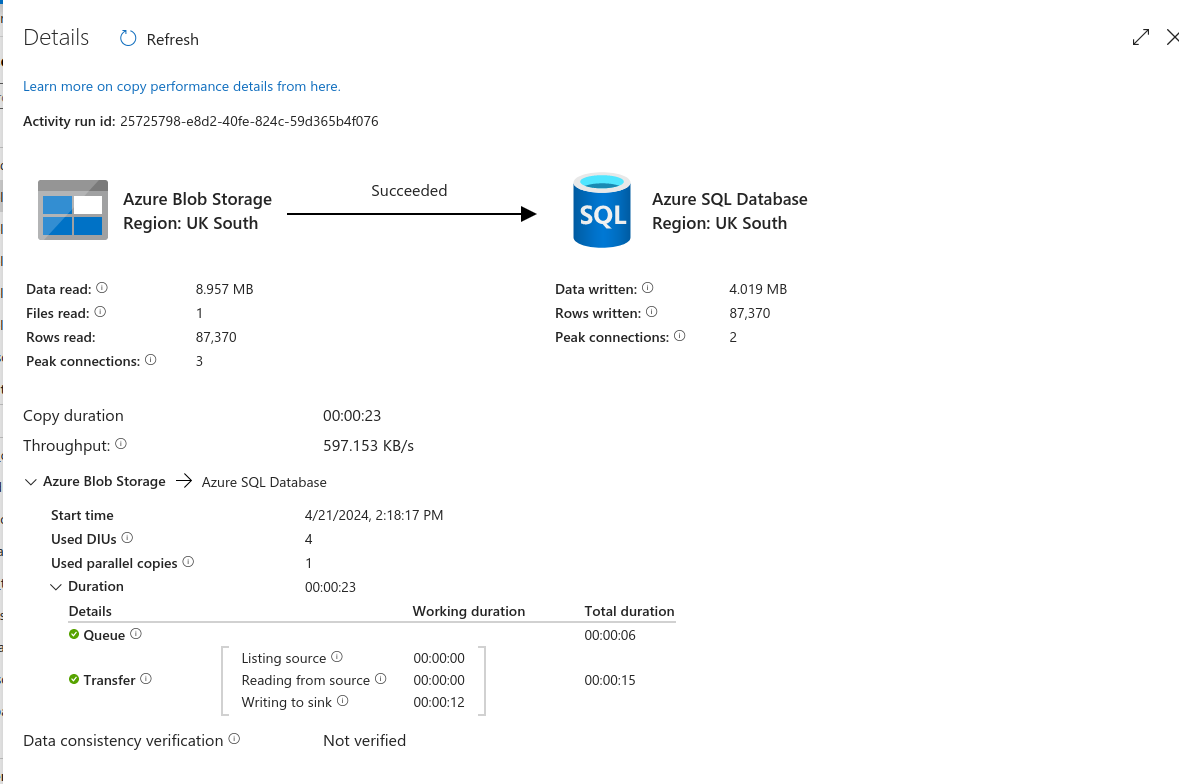 Details Refresh
Learn more on copy performance details from here.
Activity run id: 25725798-e8d2-40fe-824c-59d365b4f076
Succeeded
Azure Blob Storage
Region: UK South
SQL
Azure SQL Database
Region: UK South
Data read: 8.957 MB
Files read: 1
Rows read: 87,370
Peak connections: 3
Data written: 4.019 MB
Rows written: 87,370
Peak connections: 2
Copy duration 00:00:23
Throughput: 597.153 KB/s
Azure Blob Storage → Azure SQL Database
Start time 4/21/2024, 2:18:17 PM
Used DIUs 4
Used parallel copies 1
Duration 00:00:23
Details Working duration Total duration
Queue 00:00:06
Listing source 00:00:00
Transfer Reading from source 00:00:00 00:00:15
Writing to sink 00:00:12
Data consistency verification Not verified